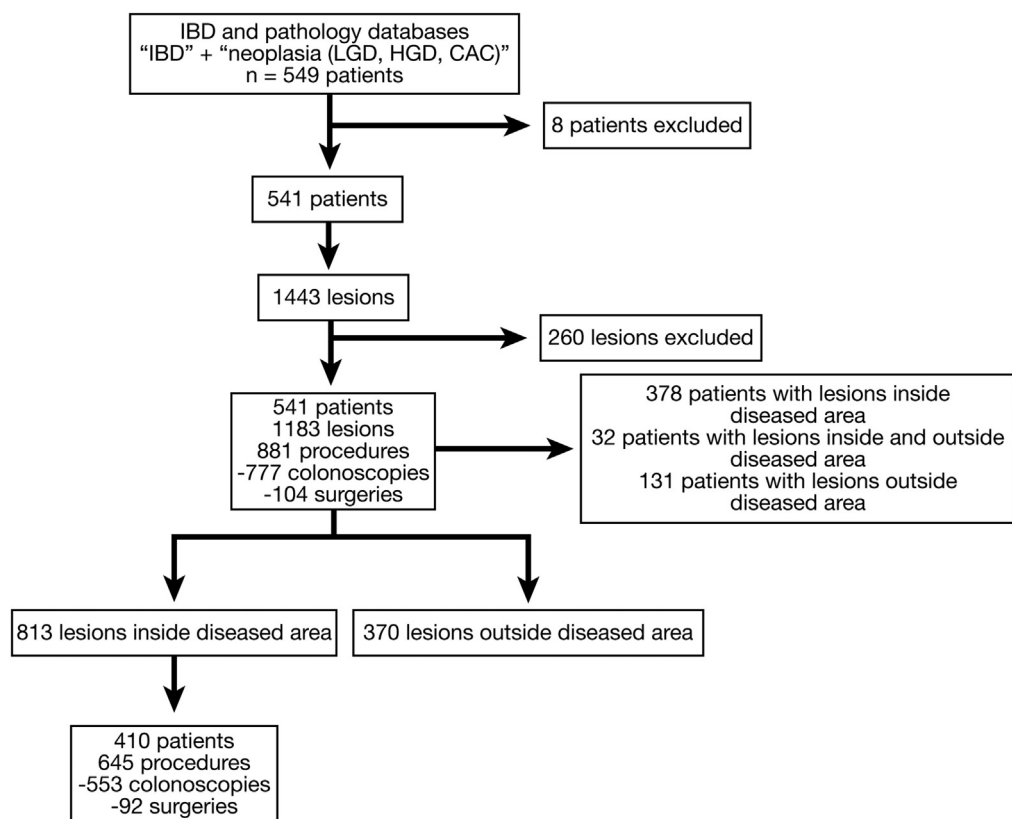 IBD and pathology databases
“IBD” + “neoplasia (LGD, HGD, CAC)”
n = 549 patients
8 patients excluded
541 patients
1443 lesions
260 lesions excluded
541 patients
1183 lesions
881 procedures
-777 colonoscopies
-104 surgeries
378 patients with lesions inside
diseased area
32 patients with lesions inside and outside
diseased area
131 patients with lesions outside
diseased area
813 lesions inside diseased area
370 lesions outside diseased area
410 patients
645 procedures
-553 colonoscopies
-92 surgeries